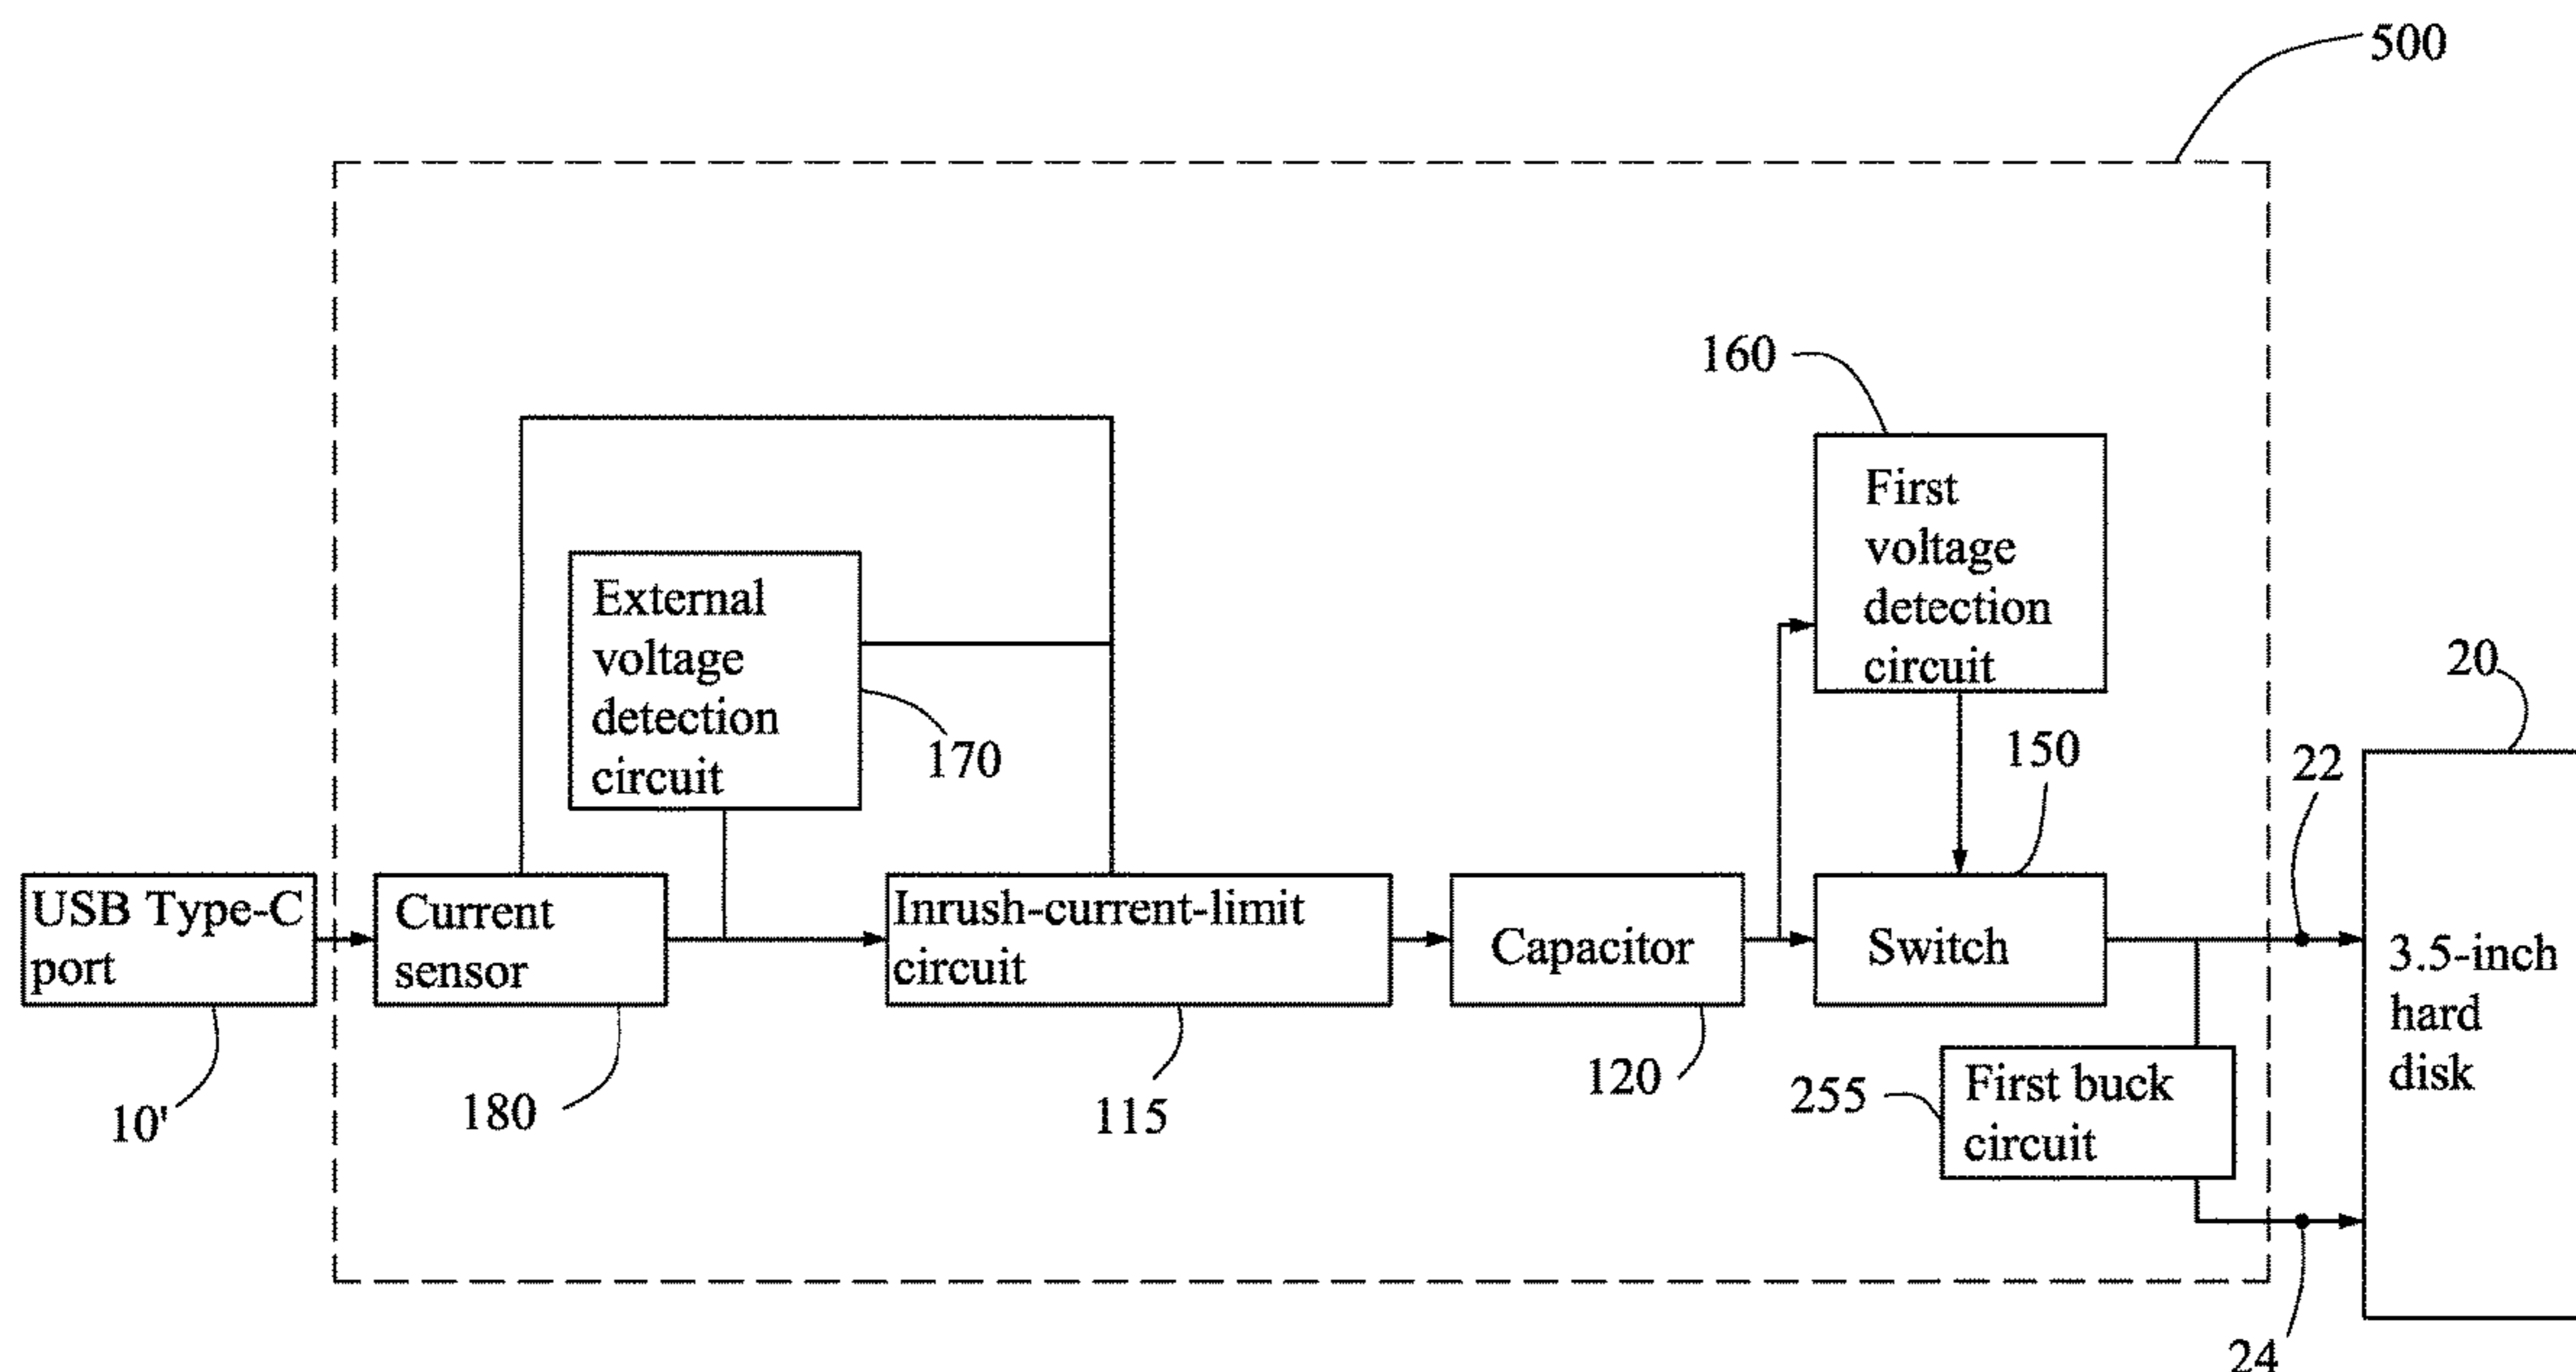 500
160
First
voltage
detection
circuit
External
voltage
detection
circuit
170
20
150
22
USB Type-C
port
Current
sensor
Inrush-current-limit
circuit
Capacitor
Switch
3.5-inch
hard
disk
10'
180
115
120
255
First buck
circuit
24